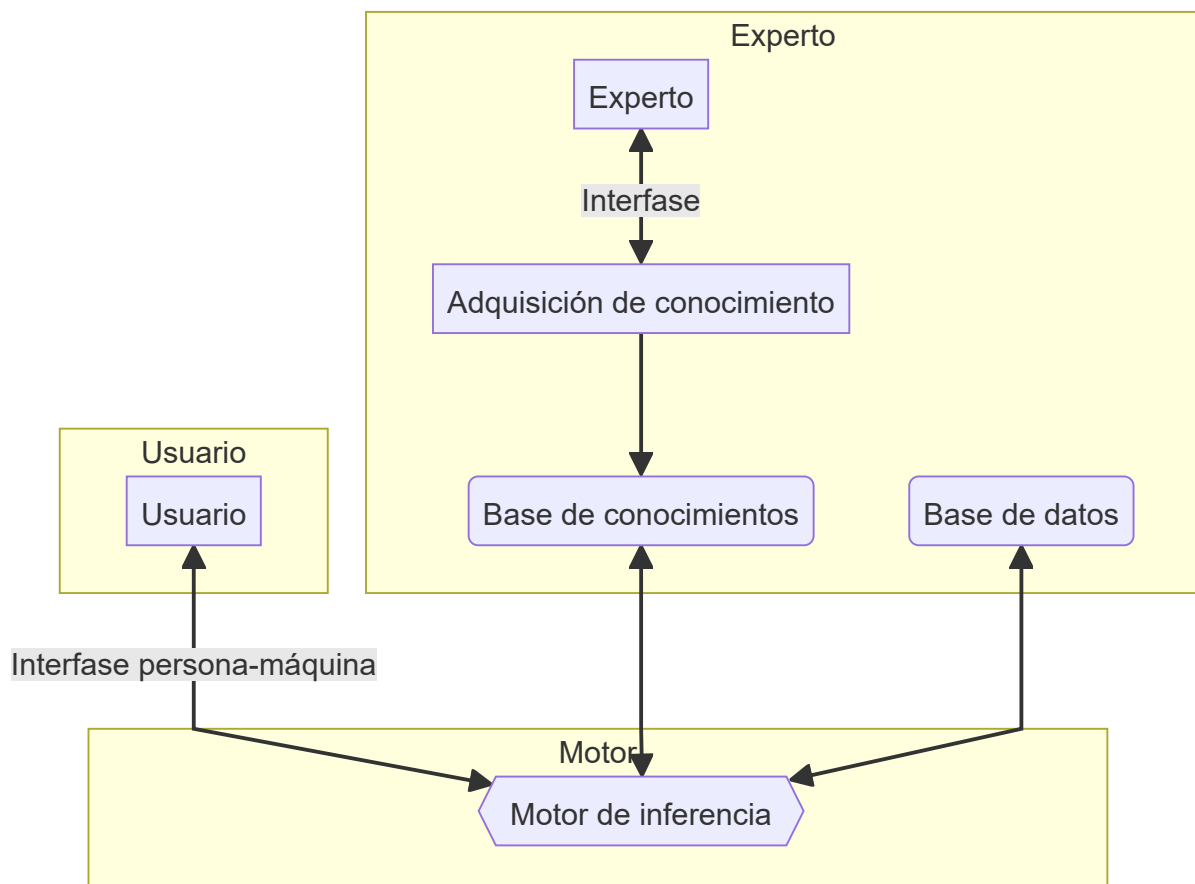 Experto
Experto
Interfase
Adquisición de conocimiento
Usuario
Usuario
Base de conocimientos
Base de datos
Interfase persona-máquina
Motor
Motor de inferencia